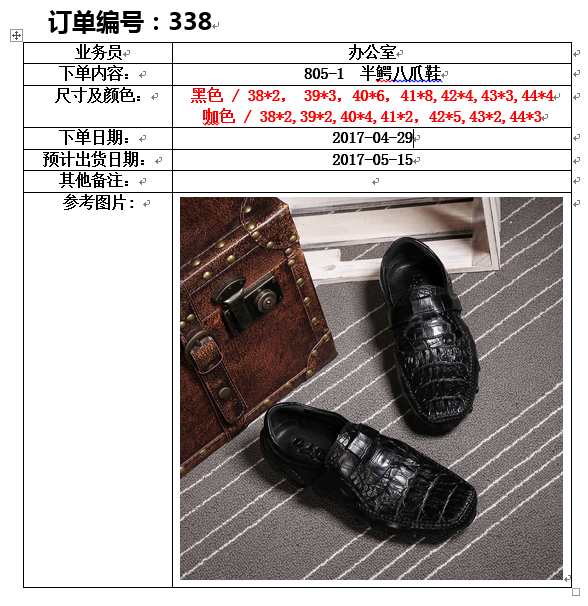 订单编号：338
业务员 办公室
下单内容： 805-1 半鳄八爪鞋
尺寸及颜色： 黑色 / 38*2， 39*3，40*6，41*8,42*4,43*3,44*4
咖色 / 38*2,39*2,40*4,41*2，42*5,43*2,44*3
下单日期： 2017-04-29
预计出货日期： 2017-05-15
其他备注：
参考图片：